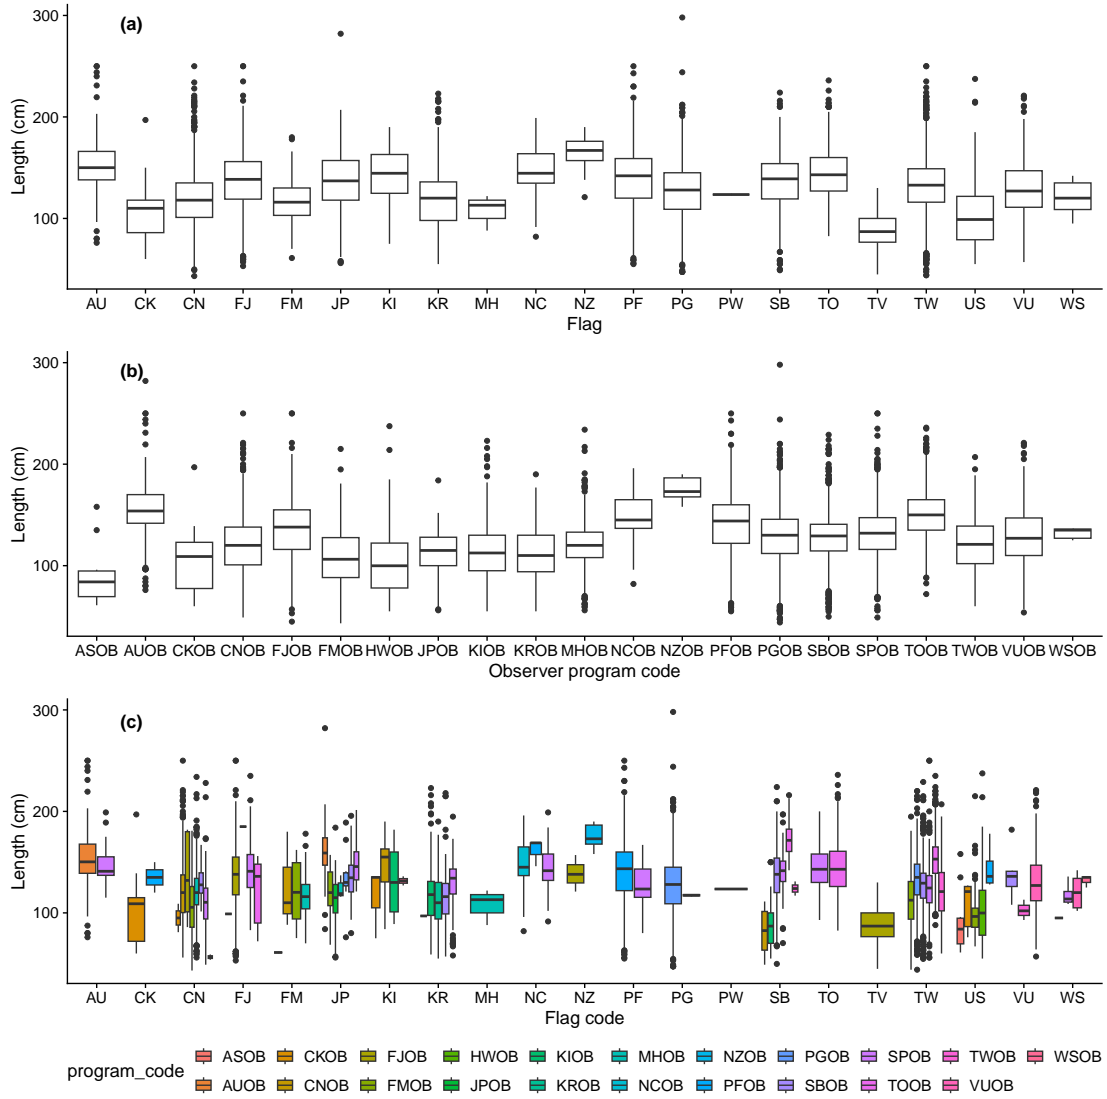 (a)
300
200
100
Length (cm)
AU CK CN FJ FM JP KI KR MH NC NZ PF PG PW SB TO TV TW US VU WS
Flag
(b)
300
200
100
Length (cm)
ASOB AUOB CKOB CNOB FJOB FMOB HWOB JPOB KIOB KROB MHOB NCOB NZOB PFOB PGOB SBOB SPOB TOOB TWOB VUOB WSOB
Observer program code
(c)
300
200
100
Length (cm)
AU CK CN FJ FM JP KI KR MH NC NZ PF PG PW SB TO TV TW US VU WS
Flag code
program_code
ASOB CKOB FJOB HWOB KIOB MHOB NZOB PGOB SPOB TWOB WSOB
AUOB CNOB FMOB JPOB KROB NCOB PFOB SBOB TOOB VUOB